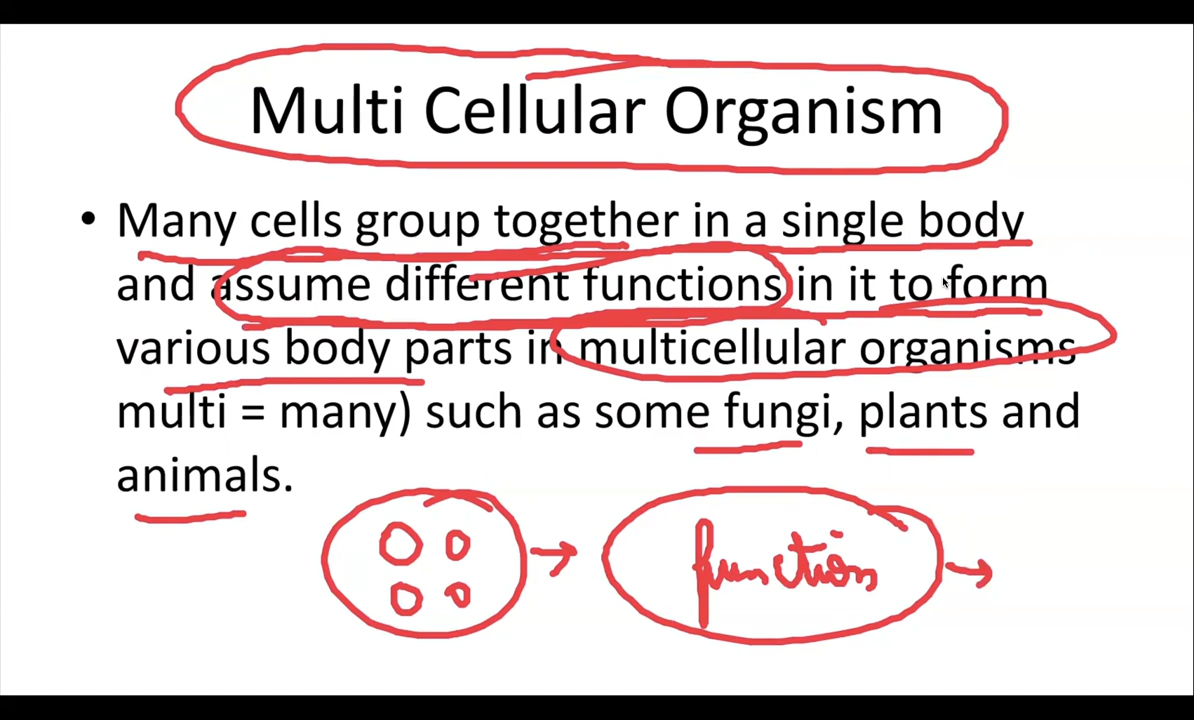 Multi Cellular Organism
• Many cells group together in a single body
and assume different functions in it to form
various body parts in multicellular organisms
multi = many) such as some fungi, plants and
animals.
function